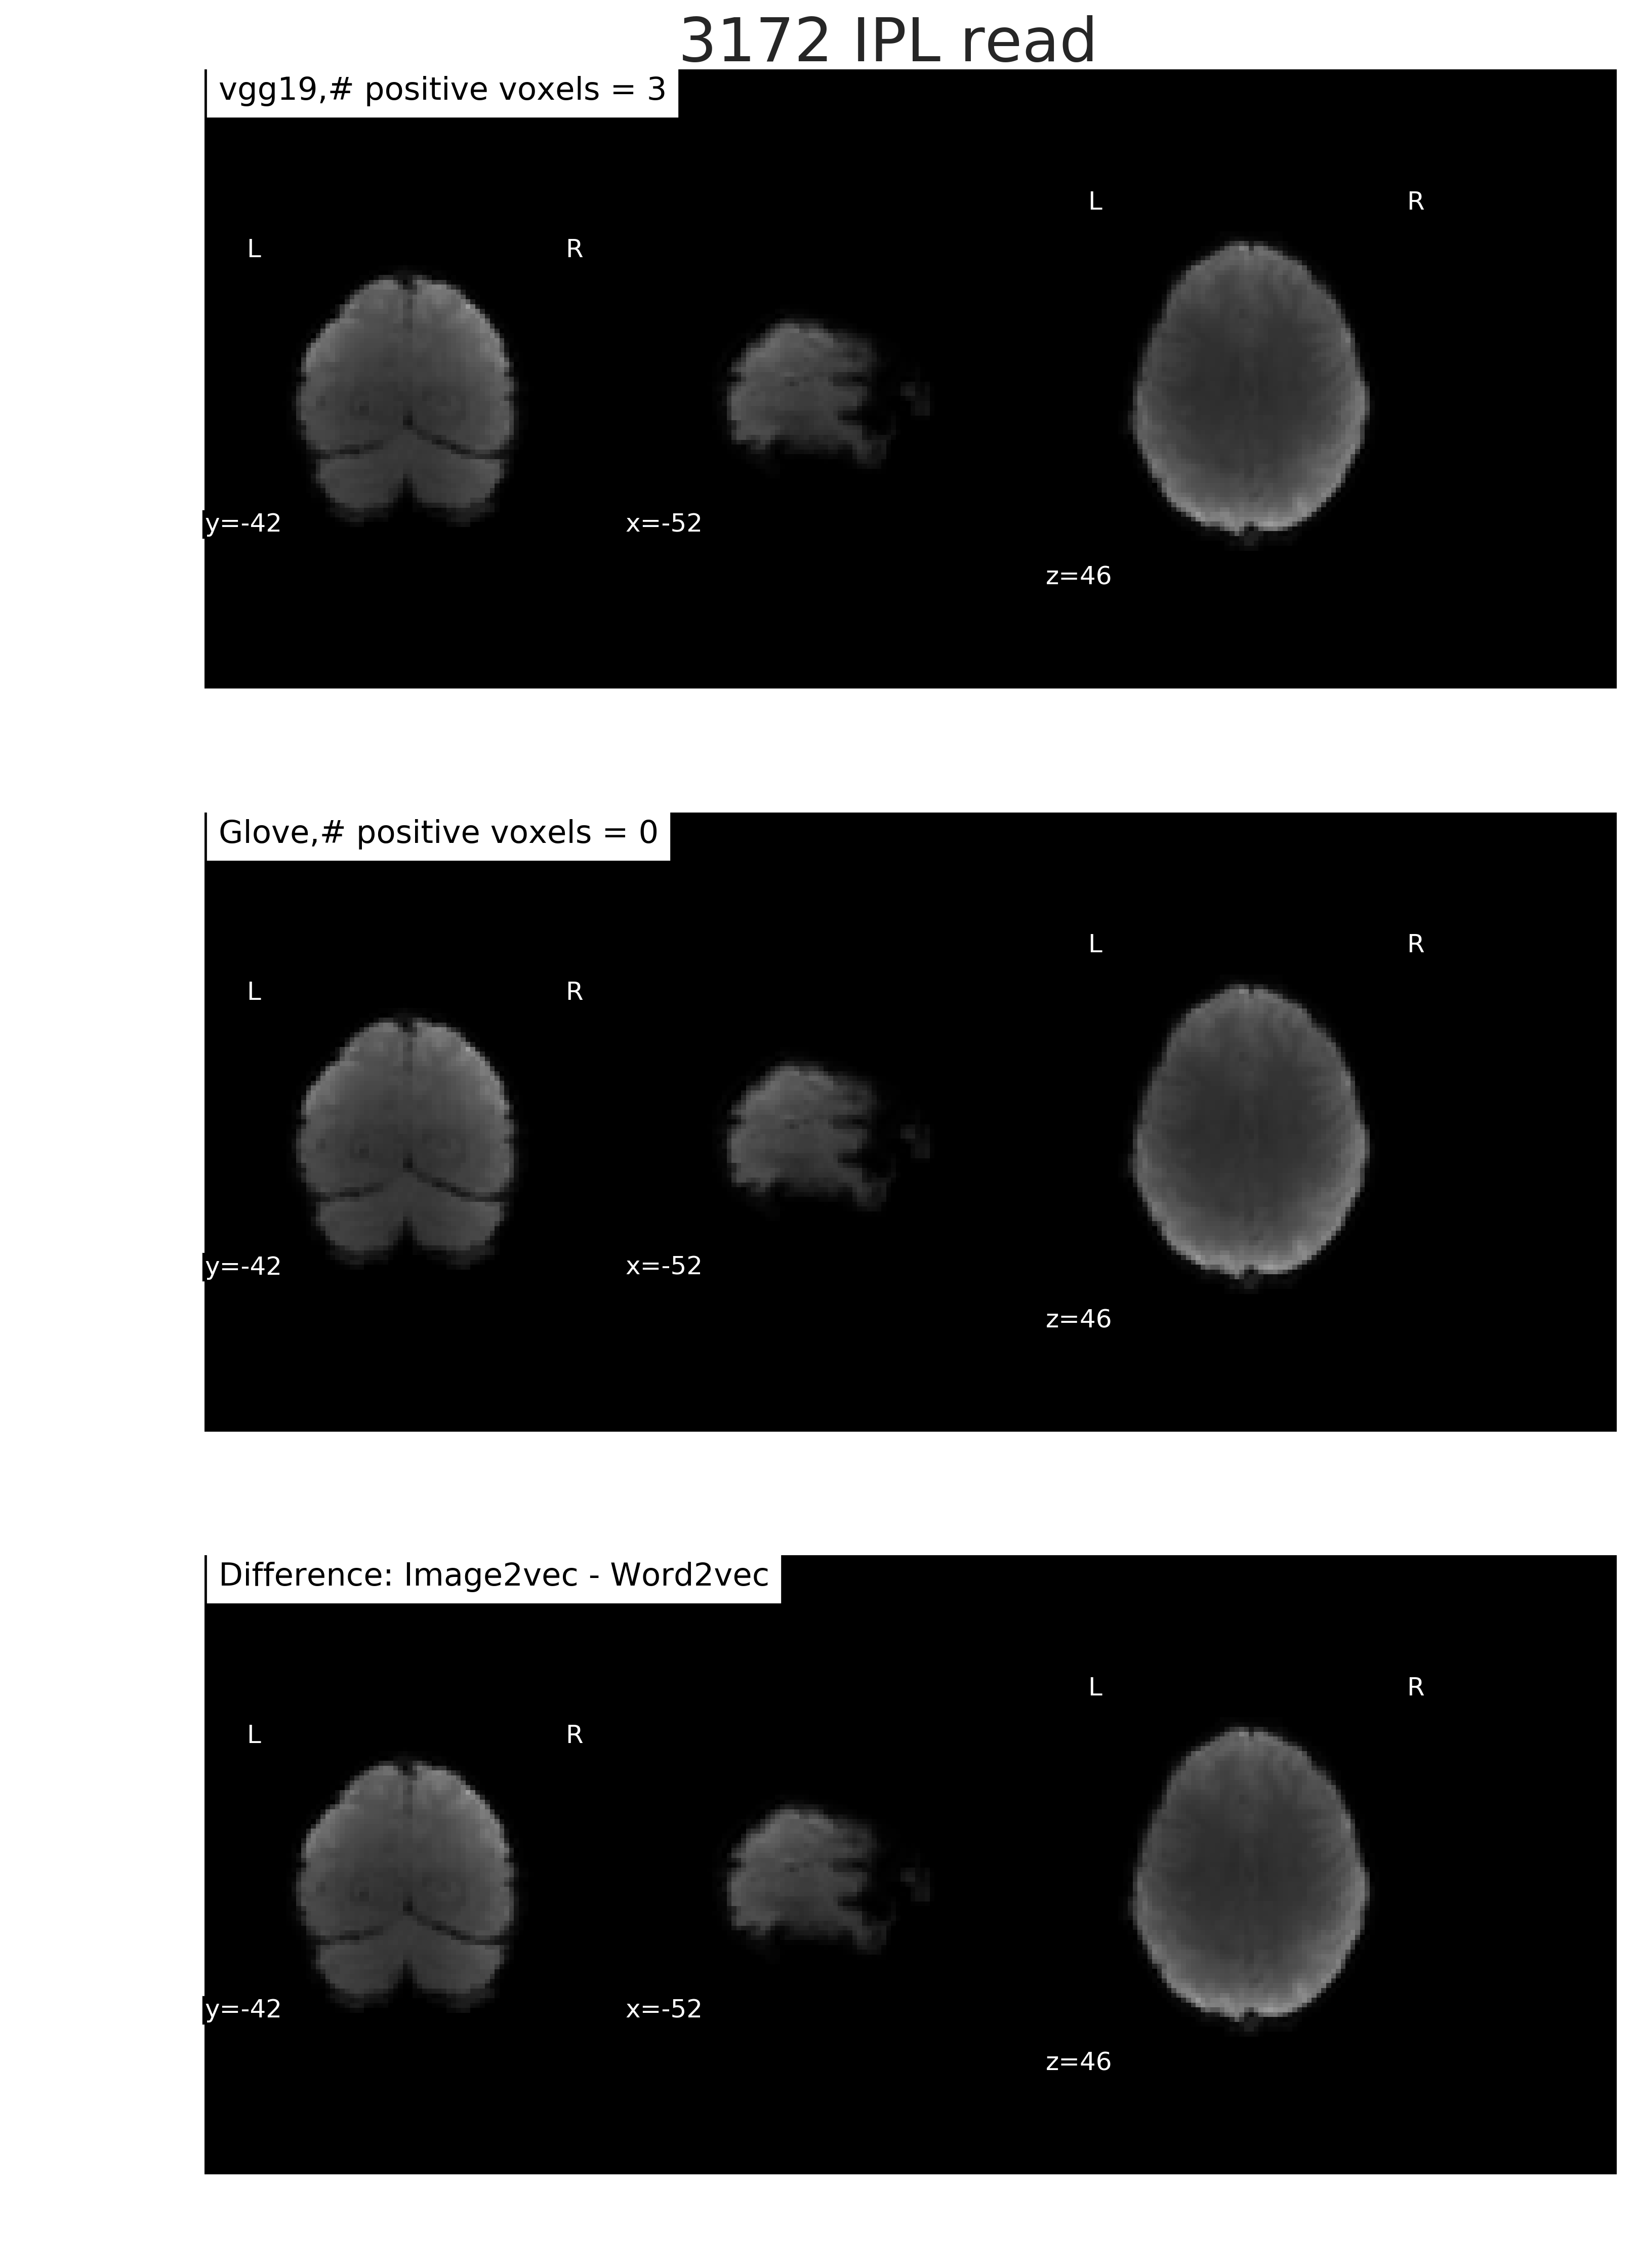 3172 IPL read
vgg19,# positive voxels = 3
L R
L R
y=-42 x=-52
z=46
Glove,# positive voxels = 0
L R
L R
y=-42 x=-52
z=46
Difference: Image2vec - Word2vec
L R
L R
y=-42 x=-52
z=46